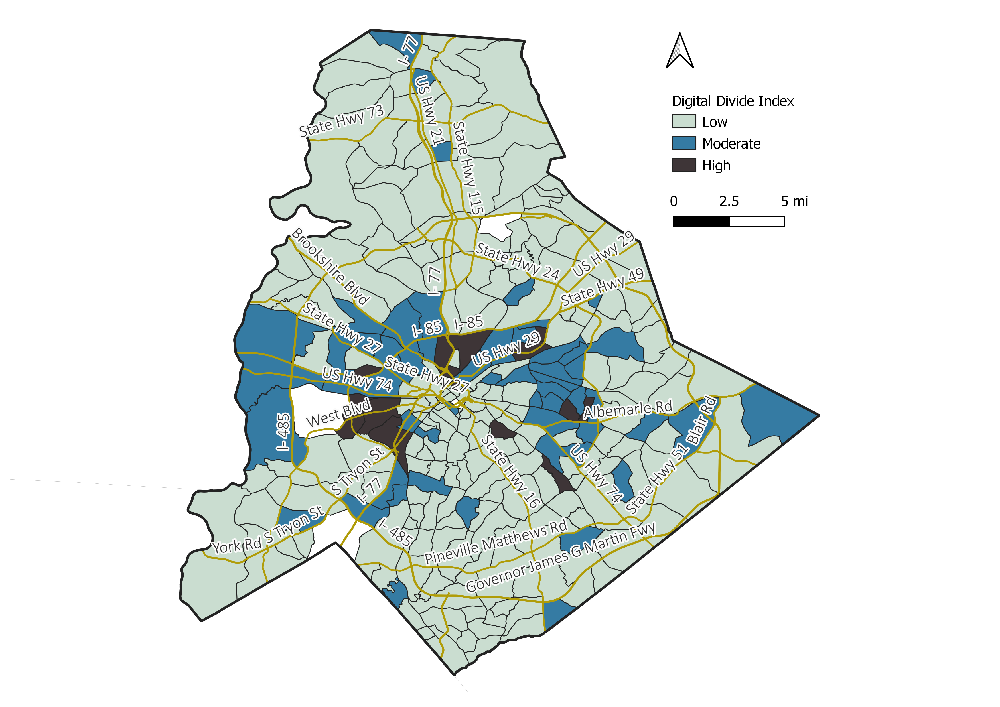 I- 77
US Hwy 21
State Hwy 73
State Hwy 115
Digital Divide Index
Low
Moderate
High
0 2.5 5 mi
Brookshire Blvd
State Hwy 24
US Hwy 29
State Hwy 49
I- 77
State Hwy 27
I- 85
I- 85
US Hwy 29
State Hwy 27
US Hwy 74
West Blvd
Albemarle Rd
I- 485
State Hwy 51
Blair Rd
S Tryon St
I- 77
State Hwy 16
US Hwy 74
York Rd
S Tryon St
I- 485
Pineville Matthews Rd
Governor James G Martin Fwy